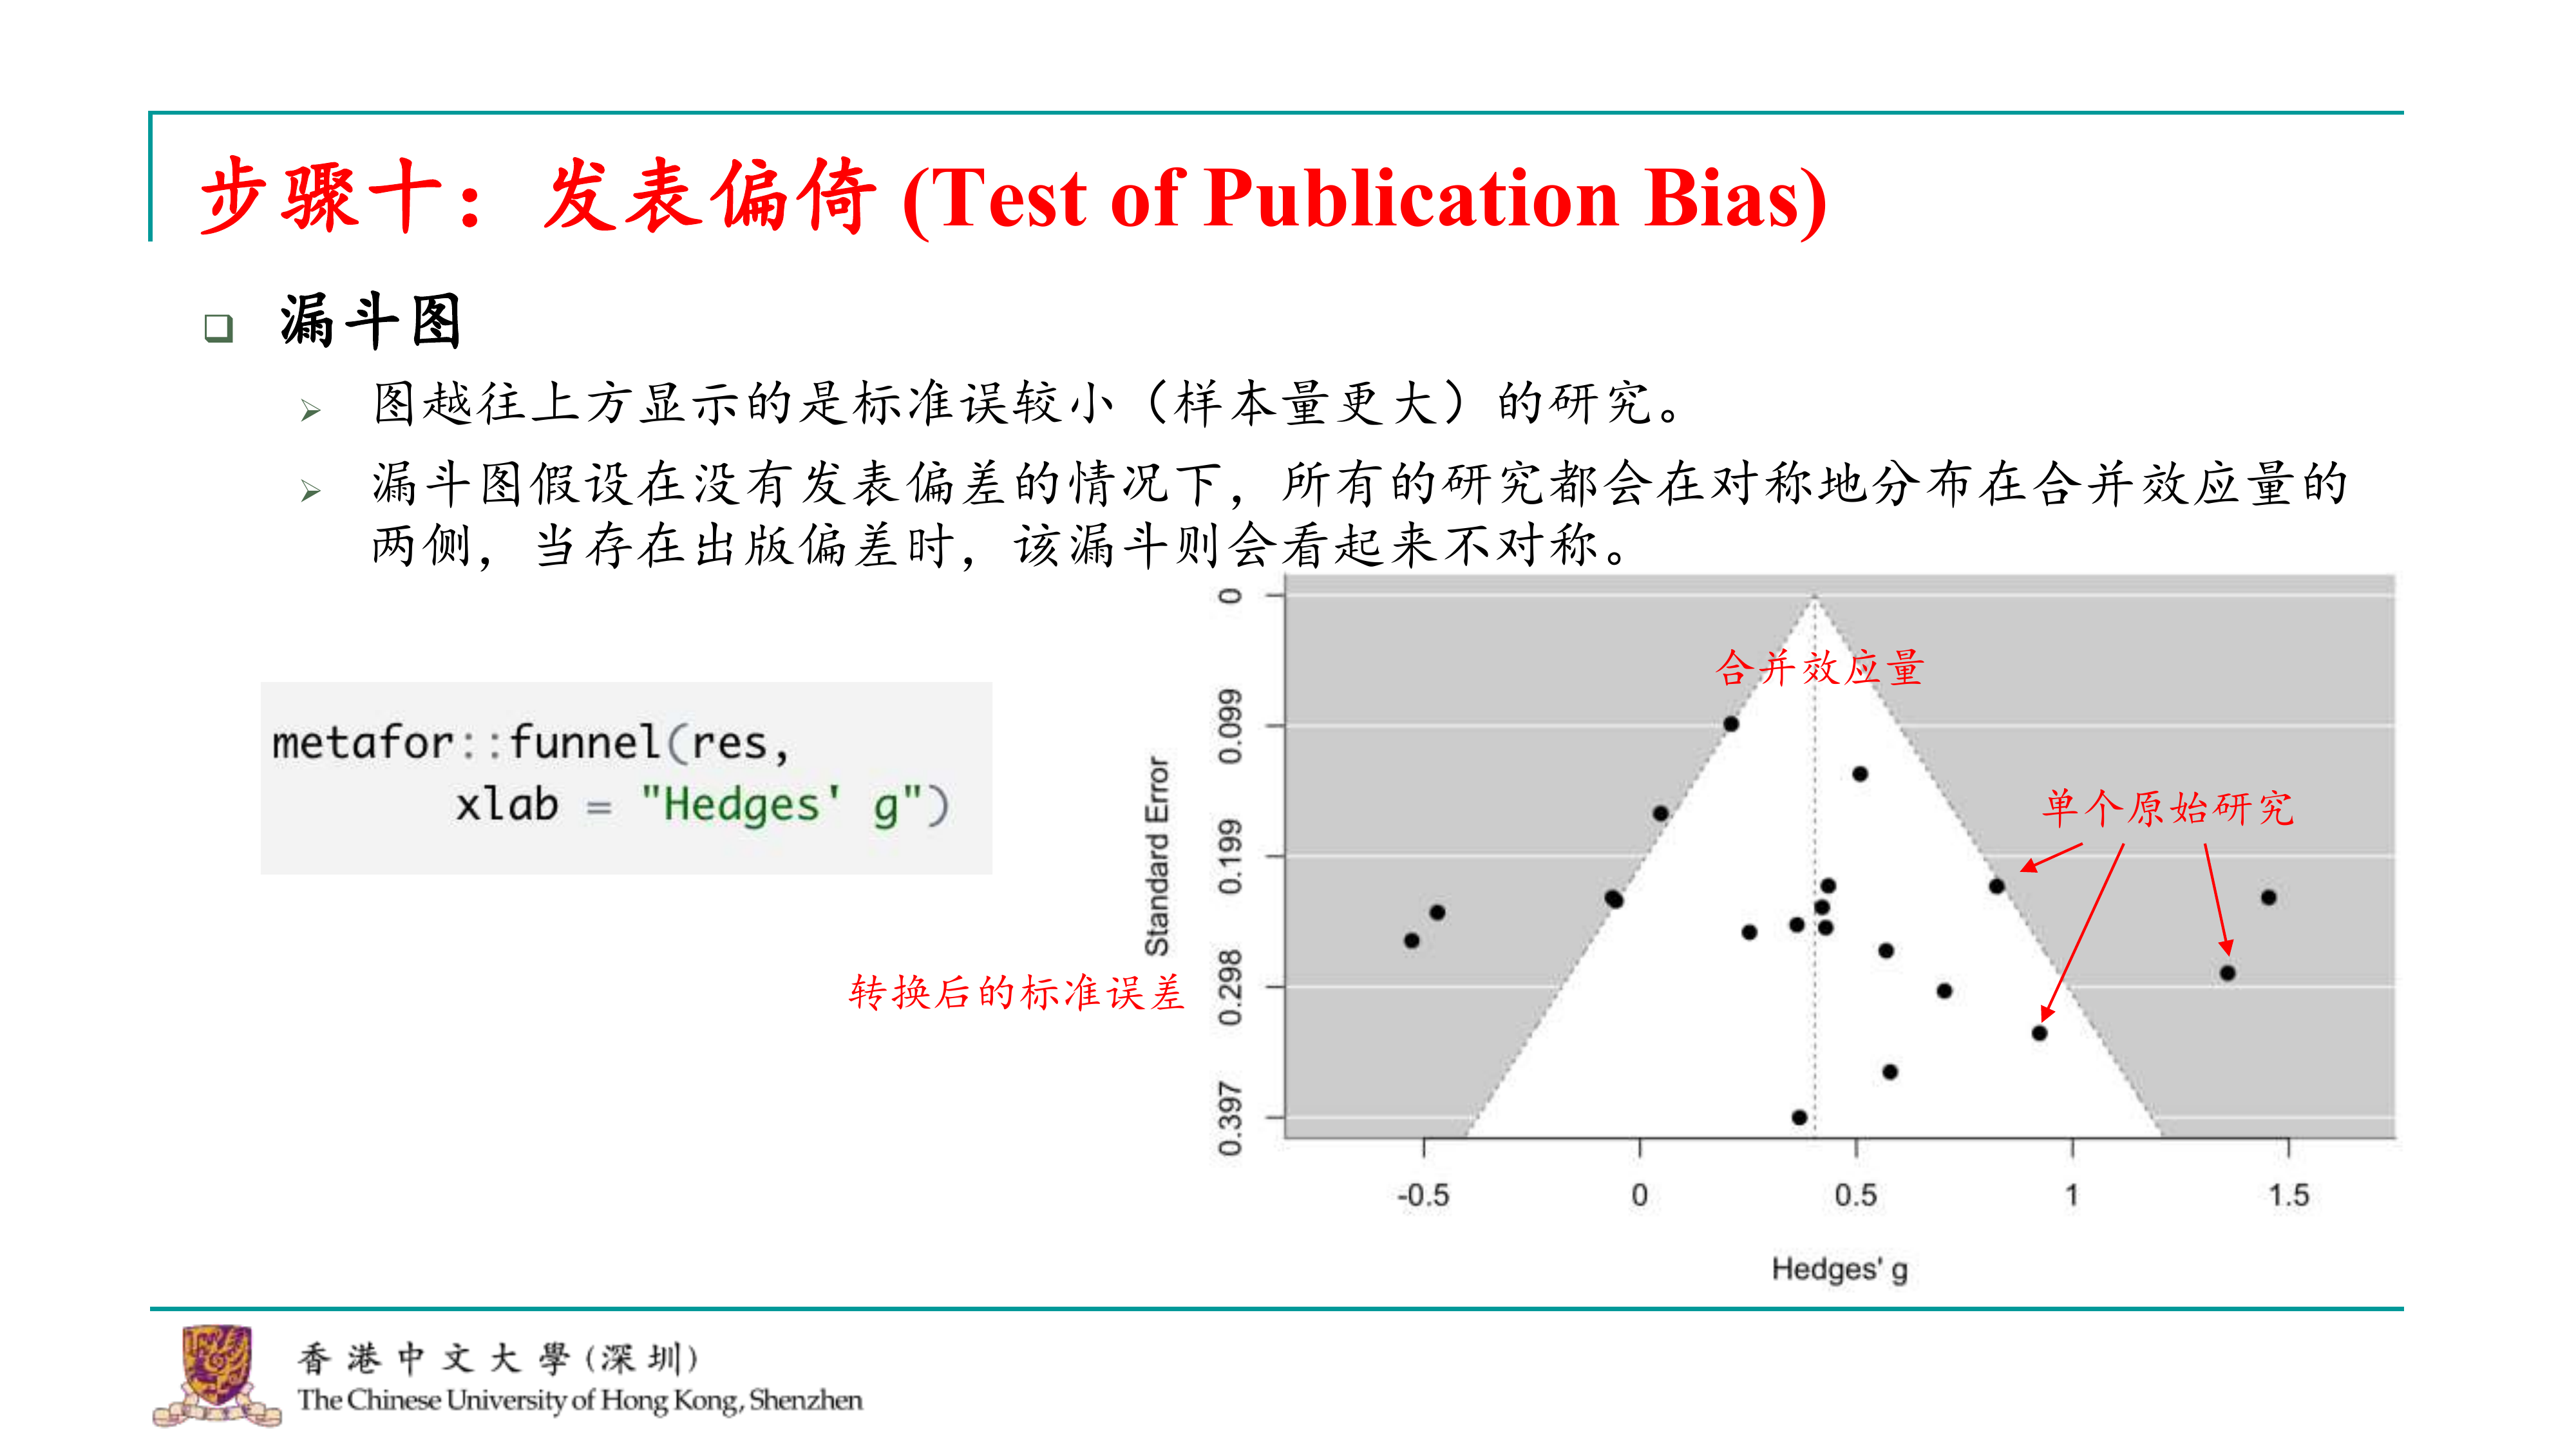 步骤十：发表偏倚 (Test of Publication Bias)
漏斗图
图越往上方显示的是标准误较小（样本量更大）的研究。
漏斗图假设在没有发表偏差的情况下，所有的研究都会在对称地分布在合并效应量的
两侧，当存在出版偏差时，该漏斗则会看起来不对称。
metafor::funnel(res,
xlab = "Hedges' g")
转换后的标准误差
Standard Error
0
0.099
0.199
0.298
0.397
合并效应量
单个原始研究
-0.5
0
0.5
1
1.5
Hedges' g
香港中文大學(深圳)
The Chinese University of Hong Kong, Shenzhen